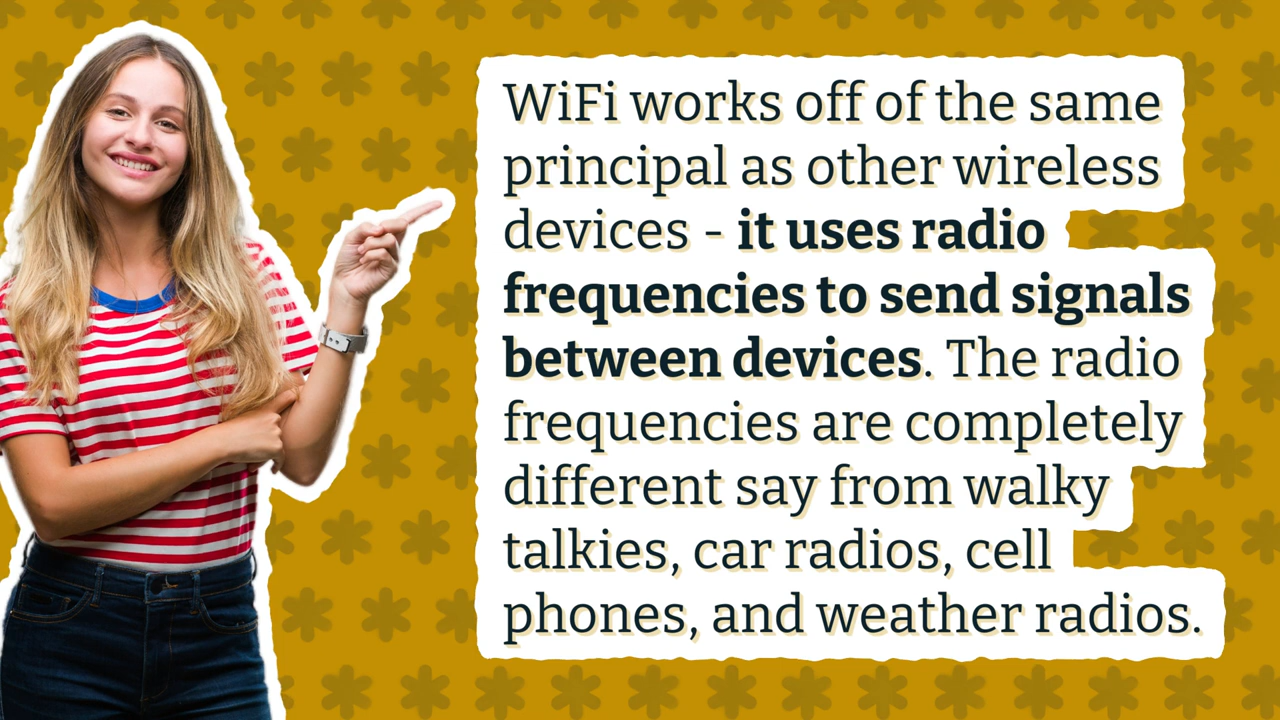 WiFi works off of the same
principal as other wireless
devices - it uses radio
frequencies to send signals
between devices. The radio
frequencies are completely
different say from walky
talkies, car radios, cell
phones, and weather radios.